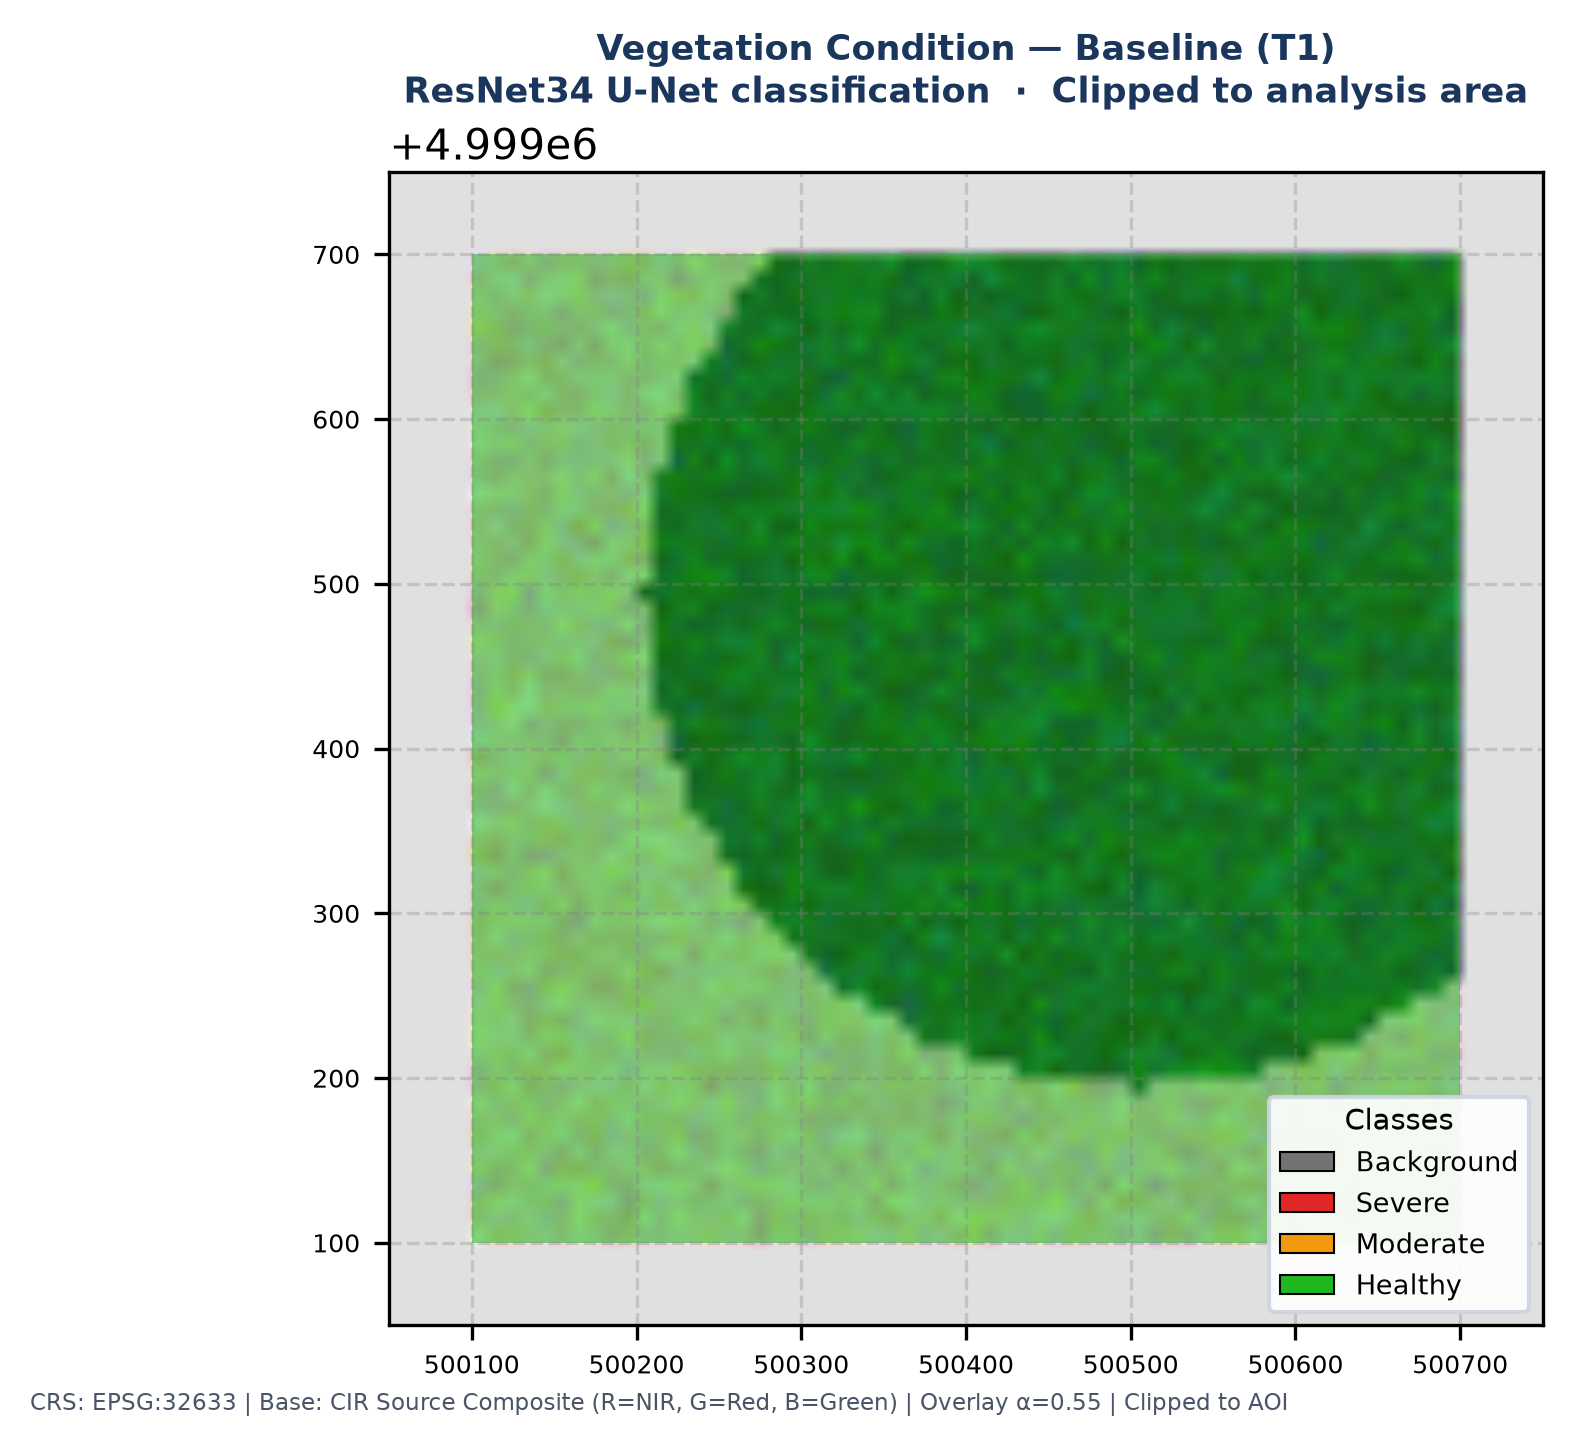 Vegetation Condition — Baseline (T1)
ResNet34 U-Net classification · Clipped to analysis area
+4.999e6
700
600
500
400
300
200
100
Classes
Background
Severe
Moderate
Healthy
500100 500200 500300 500400 500500 500600 500700
CRS: EPSG:32633 | Base: CIR Source Composite (R=NIR, G=Red, B=Green) | Overlay α=0.55 | Clipped to AOI